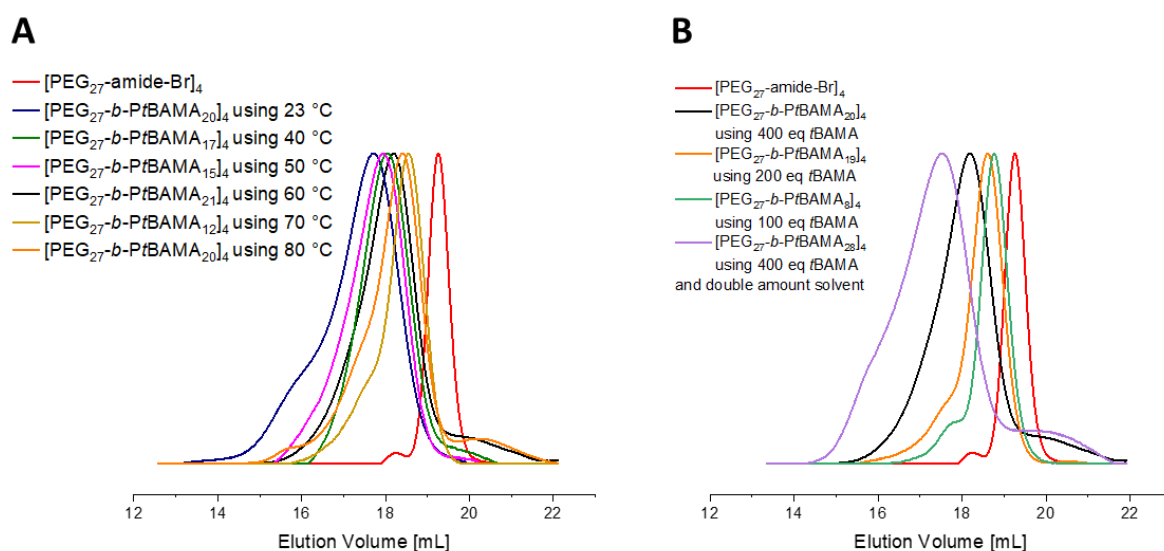 A
[PEG27-amide-Br]4
[PEG27-b-PtBAMA20]4 using 23 °C
[PEG27-b-PtBAMA17]4 using 40 °C
[PEG27-b-PtBAMA15]4 using 50 °C
[PEG27-b-PtBAMA21]4 using 60 °C
[PEG27-b-PtBAMA12]4 using 70 °C
[PEG27-b-PtBAMA20]4 using 80 °C
12 14 16 18 20 22
Elution Volume [mL]
B
[PEG27-amide-Br]4
[PEG27-b-PtBAMA20]4
using 400 eq tBAMA
[PEG27-b-PtBAMA19]4
using 200 eq tBAMA
[PEG27-b-PtBAMA8]4
using 100 eq tBAMA
[PEG27-b-PtBAMA28]4
using 400 eq tBAMA
and double amount solvent
12 14 16 18 20 22
Elution Volume [mL]